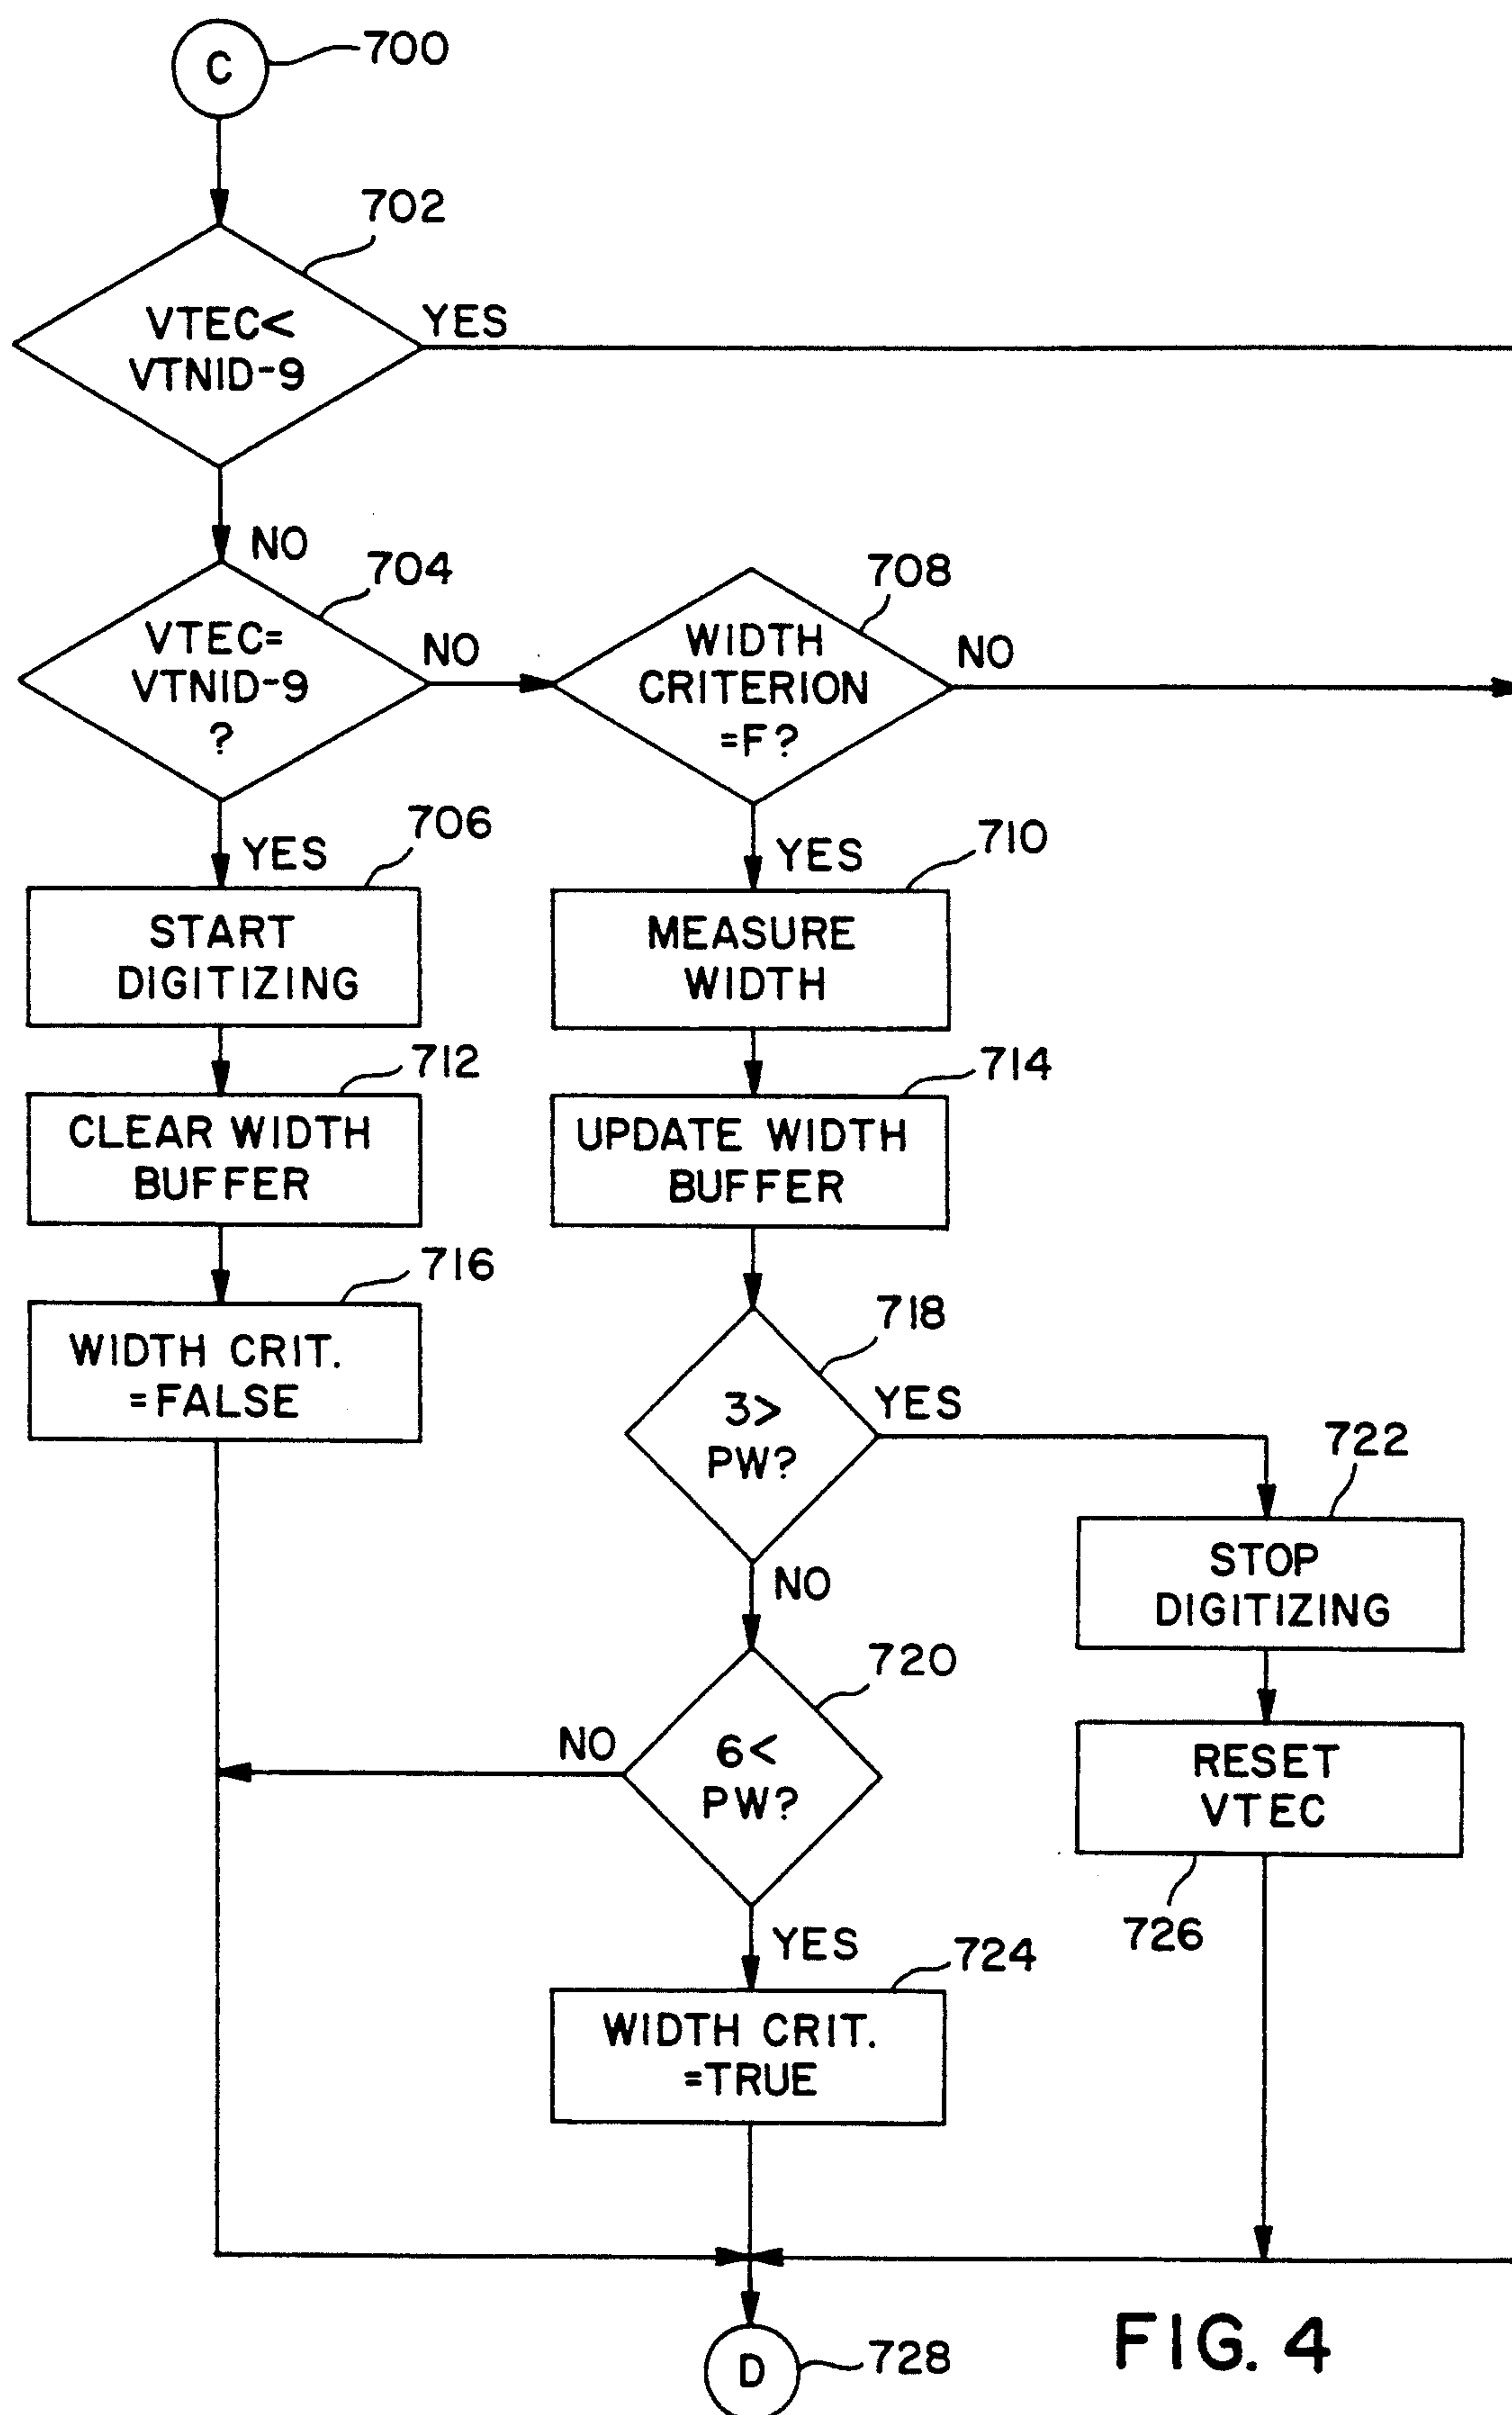 C
700
702
VTEC<
VTNID-9
YES
NO
704
VTEC=
VTNID-9
?
NO
708
WIDTH
CRITERION
=F?
NO
YES
706
START
DIGITIZING
YES
710
MEASURE
WIDTH
712
CLEAR WIDTH
BUFFER
714
UPDATE WIDTH
BUFFER
716
WIDTH CRIT.
=FALSE
718
3>
PW?
YES
NO
722
STOP
DIGITIZING
720
6<
PW?
NO
YES
RESET
VTEC
726
724
WIDTH CRIT.
=TRUE
D
728
FIG. 4